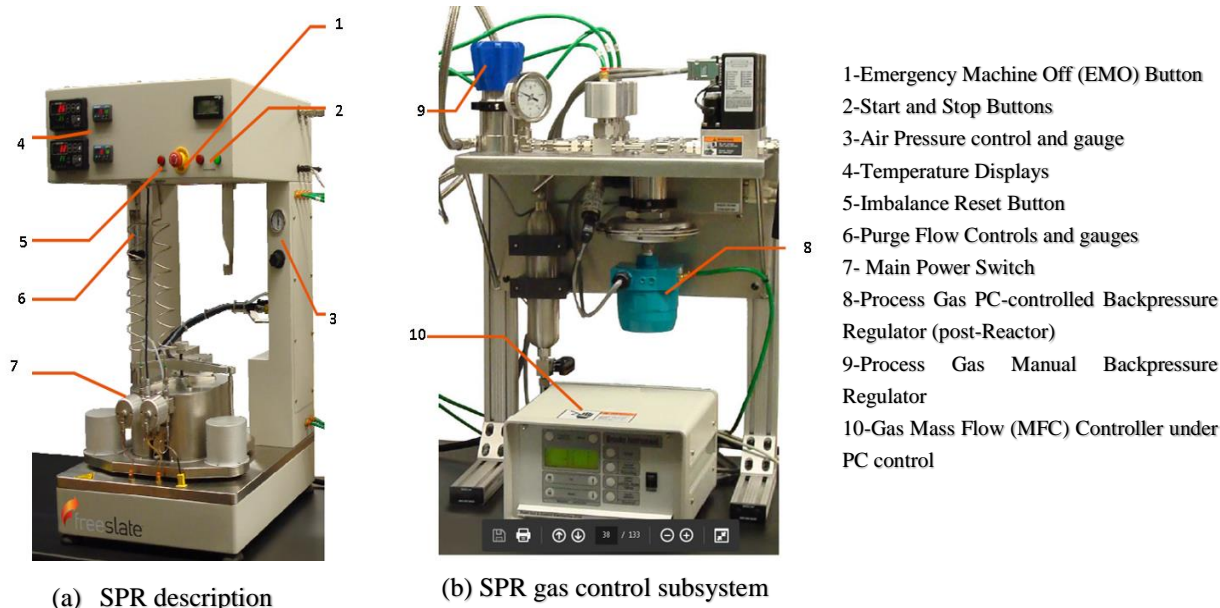 1
2
4
5
6
3
7
freeslate
(a) SPR description
9
8
10
38 / 133
(b) SPR gas control subsystem
1-Emergency Machine Off (EMO) Button
2-Start and Stop Buttons
3-Air Pressure control and gauge
4-Temperature Displays
5-Imbalance Reset Button
6-Purge Flow Controls and gauges
7- Main Power Switch
8-Process Gas PC-controlled Backpressure
Regulator (post-Reactor)
9-Process Gas Manual Backpressure
Regulator
10-Gas Mass Flow (MFC) Controller under
PC control